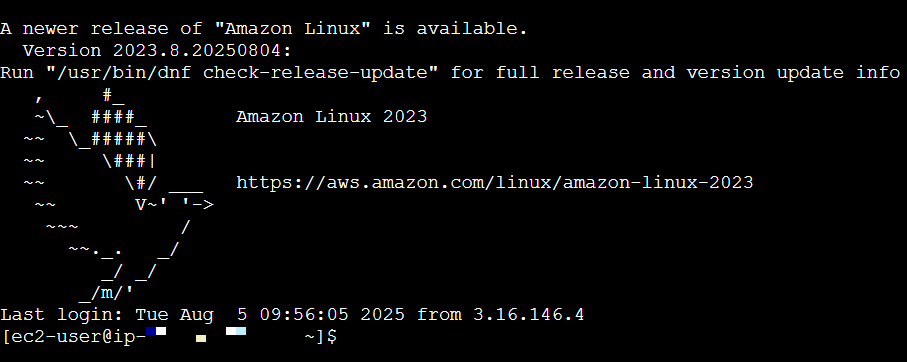 A newer release of "Amazon Linux" is available.
  Version 2023.8.20250804:
Run "/usr/bin/dnf check-release-update" for full release and version update info
   ,     #_
   ~\_  ####_        Amazon Linux 2023
  ~~  \_#####\
  ~~     \###|
  ~~       \#/ ___   https://aws.amazon.com/linux/amazon-linux-2023
   ~~       V~' '->
    ~~~         /
      ~~._.   _/
         _/ _/
       _/m/'
Last login: Tue Aug  5 09:56:05 2025 from 3.16.146.4
[ec2-user@ip- ~]$